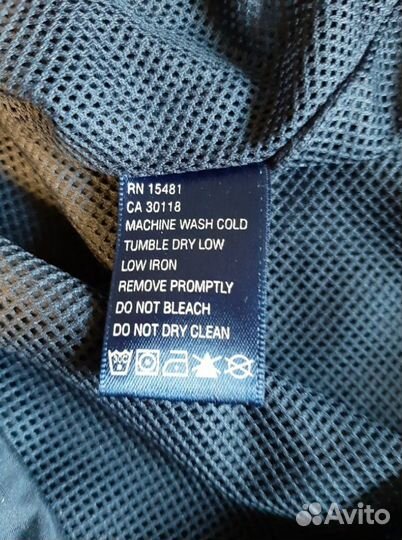 RN 15481
CA 30118
MACHINE WASH COLD
TUMBLE DRY LOW
LOW IRON
REMOVE PROMPTLY
DO NOT BLEACH
DO NOT DRY CLEAN
Avito